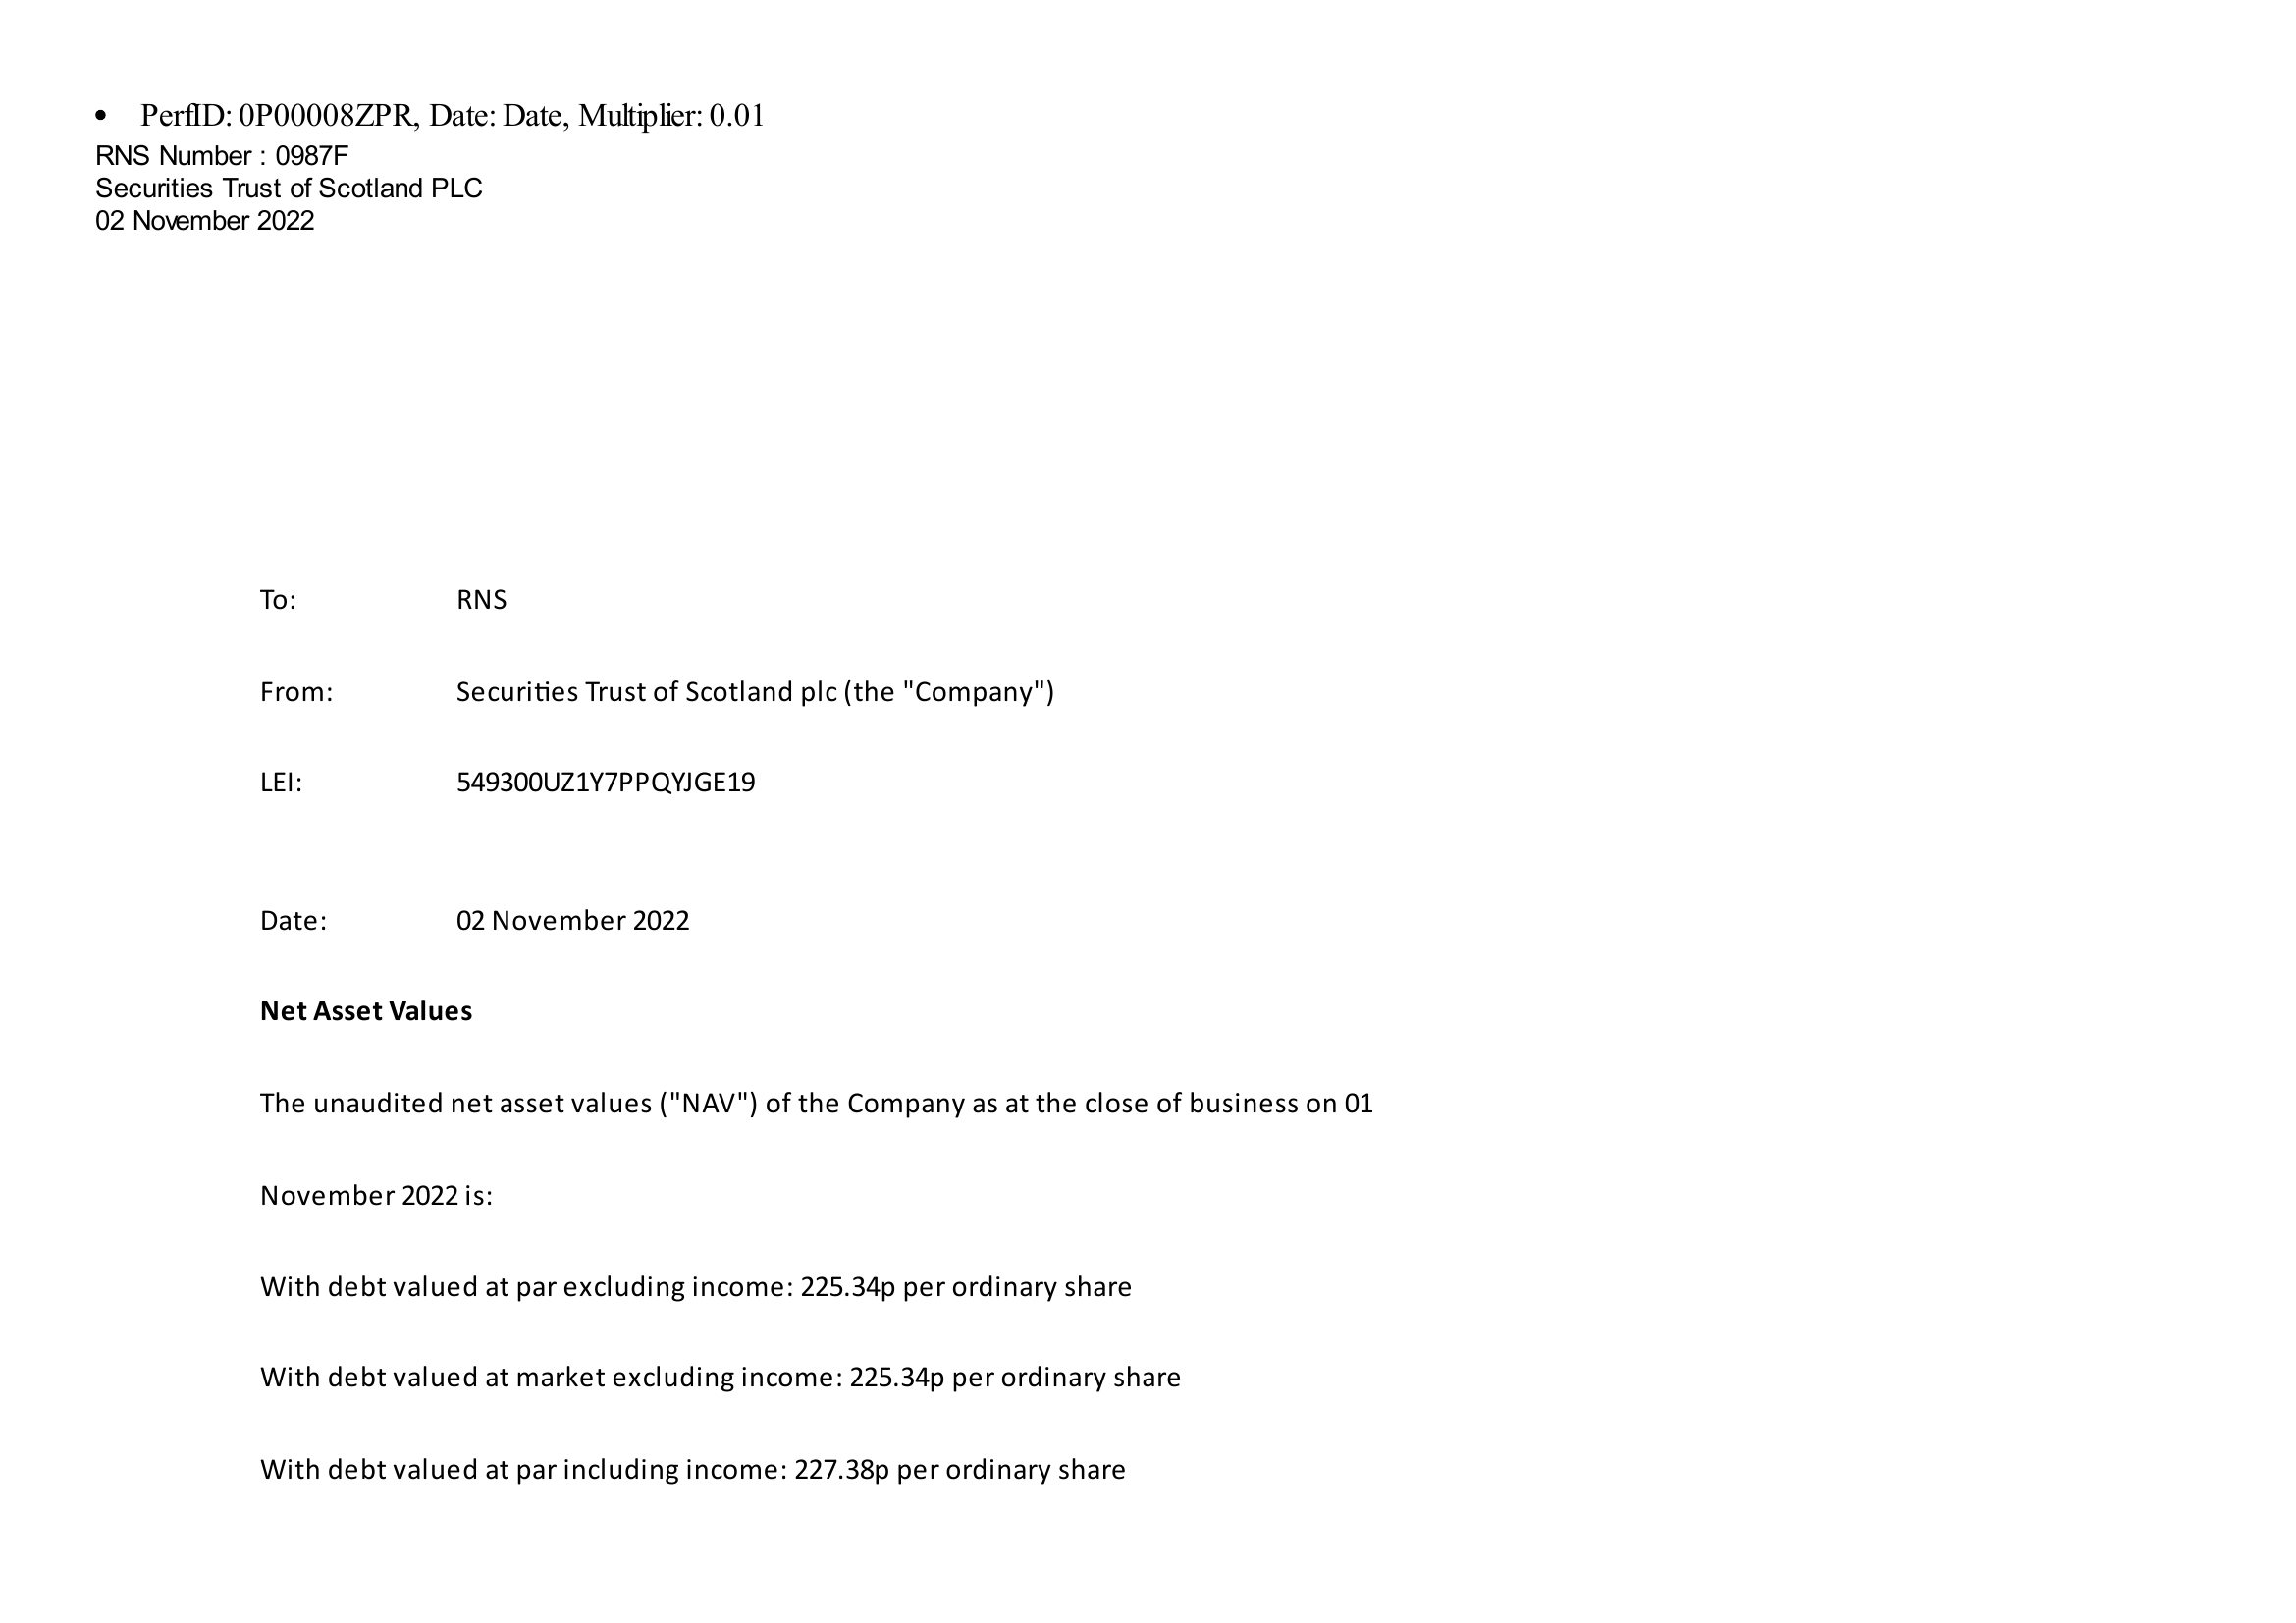 • PerfID: 0P00008ZPR, Date: Date, Multiplier: 0.01
RNS Number : 0987F
Securities Trust of Scotland PLC
02 November 2022
To: RNS
From: Securities Trust of Scotland plc (the "Company")
LEI: 549300UZ1Y7PPQYJGE19
Date: 02 November 2022
Net Asset Values
The unaudited net asset values ("NAV") of the Company as at the close of business on 01
November 2022 is:
With debt valued at par excluding income: 225.34p per ordinary share
With debt valued at market excluding income: 225.34p per ordinary share
With debt valued at par including income: 227.38p per ordinary share